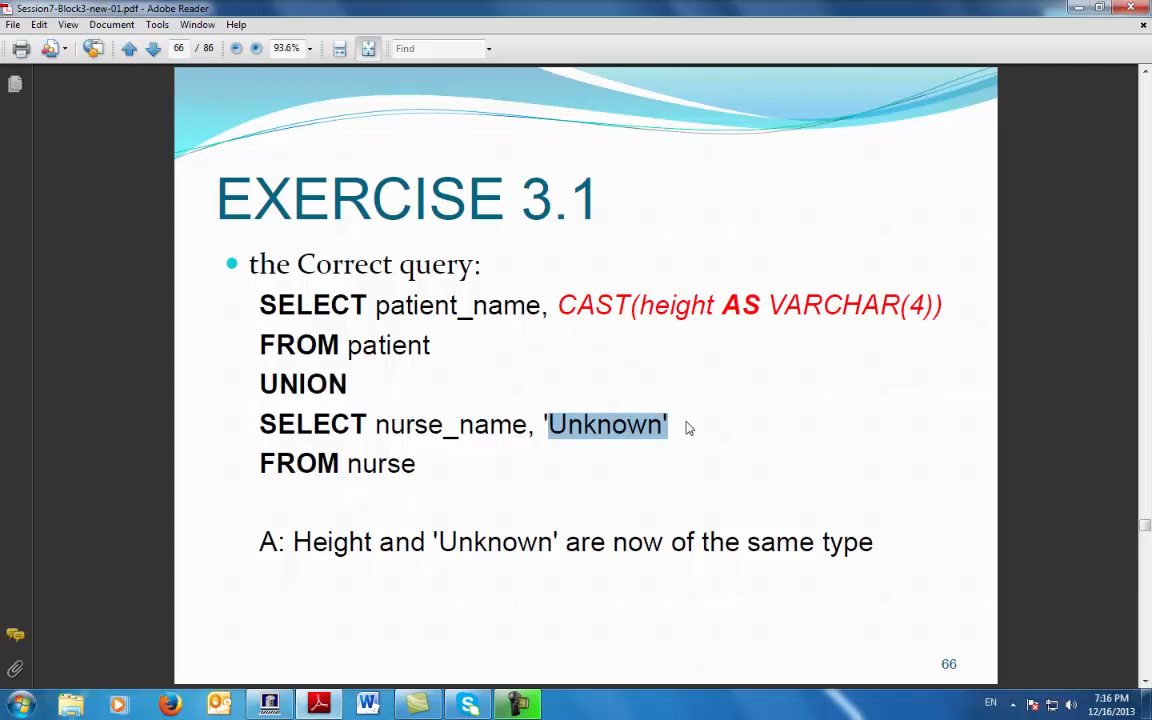 Session7-Block3-new-01.pdf - Adobe Reader
File Edit View Document Tools Window Help
66 / 86 93.6% Find
EXERCISE 3.1
the Correct query:
SELECT patient_name, CAST(height AS VARCHAR(4))
FROM patient
UNION
SELECT nurse_name, 'Unknown'
FROM nurse
A: Height and 'Unknown' are now of the same type
66
EN 7:16 PM
12/16/2013